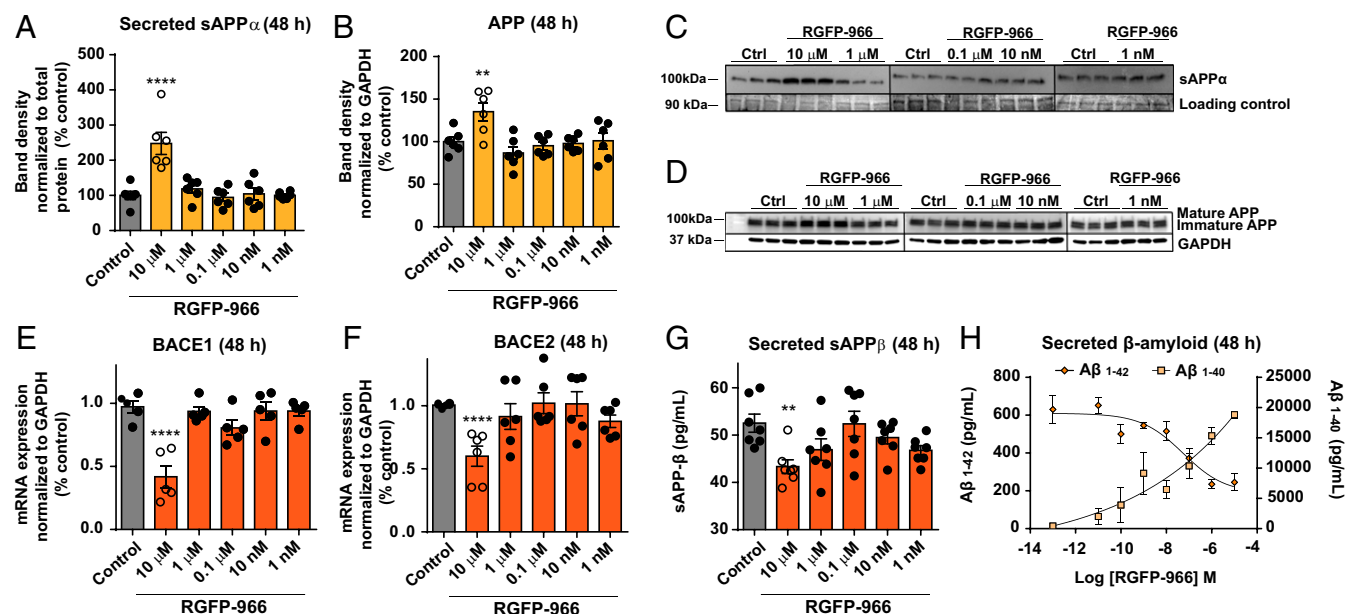 A
Secreted sAPPα (48 h)
Band density
normalized to total
protein (% control)
500
400
300
200
100
0
****
Control
10 μM
1 μM
0.1 μM
10 nM
1 nM
RGFP-966
B
APP (48 h)
Band density
normalized to GAPDH
(% control)
200
150
100
50
0
**
Control
10 μM
1 μM
0.1 μM
10 nM
1 nM
RGFP-966
C
RGFP-966
Ctrl
10 μM
1 μM
RGFP-966
Ctrl
0.1 μM
10 nM
RGFP-966
Ctrl
1 nM
100kDa
sAPPα
90 kDa
Loading control
D
RGFP-966
Ctrl
10 μM
1 μM
RGFP-966
Ctrl
0.1 μM
10 nM
RGFP-966
Ctrl
1 nM
100kDa
Mature APP
Immature APP
37 kDa
GAPDH
E
BACE1 (48 h)
mRNA expression
normalized to GAPDH
(% control)
1.0
0.5
0.0
****
Control
10 μM
1 μM
0.1 μM
10 nM
1 nM
RGFP-966
F
BACE2 (48 h)
mRNA expression
normalized to GAPDH
(% control)
1.0
0.5
0.0
****
Control
10 μM
1 μM
0.1 μM
10 nM
1 nM
RGFP-966
G
Secreted sAPPβ (48 h)
sAPP-β (pg/mL)
60
50
40
30
**
Control
10 μM
1 μM
0.1 μM
10 nM
1 nM
RGFP-966
H
Secreted β-amyloid (48 h)
Aβ 1-42
Aβ 1-40
Aβ 1-42 (pg/mL)
800
600
400
200
0
25000
20000
15000
10000
5000
0
Aβ 1-40
(pg/mL)
-14
-12
-10
-8
-6
-4
Log [RGFP-966] M